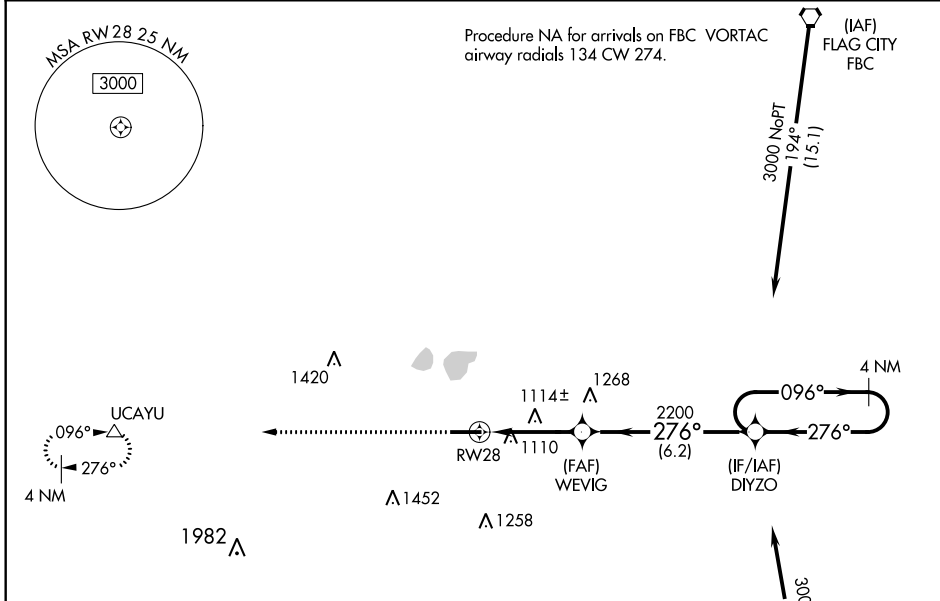 MSA RW28 25 NM
3000
Procedure NA for arrivals on FBC VORTAC
airway radials 134 CW 274.
(IAF)
FLAG CITY
FBC
3000 NoPT
194°
(15.1)
1420
1114±
1268
4 NM
096°
UCAYU
096°
2200
276°
276°
(6.2)
RW28
1110
276°
4 NM
(FAF)
WEVIG
(IF/IAF)
DIYZO
1452
1258
1982